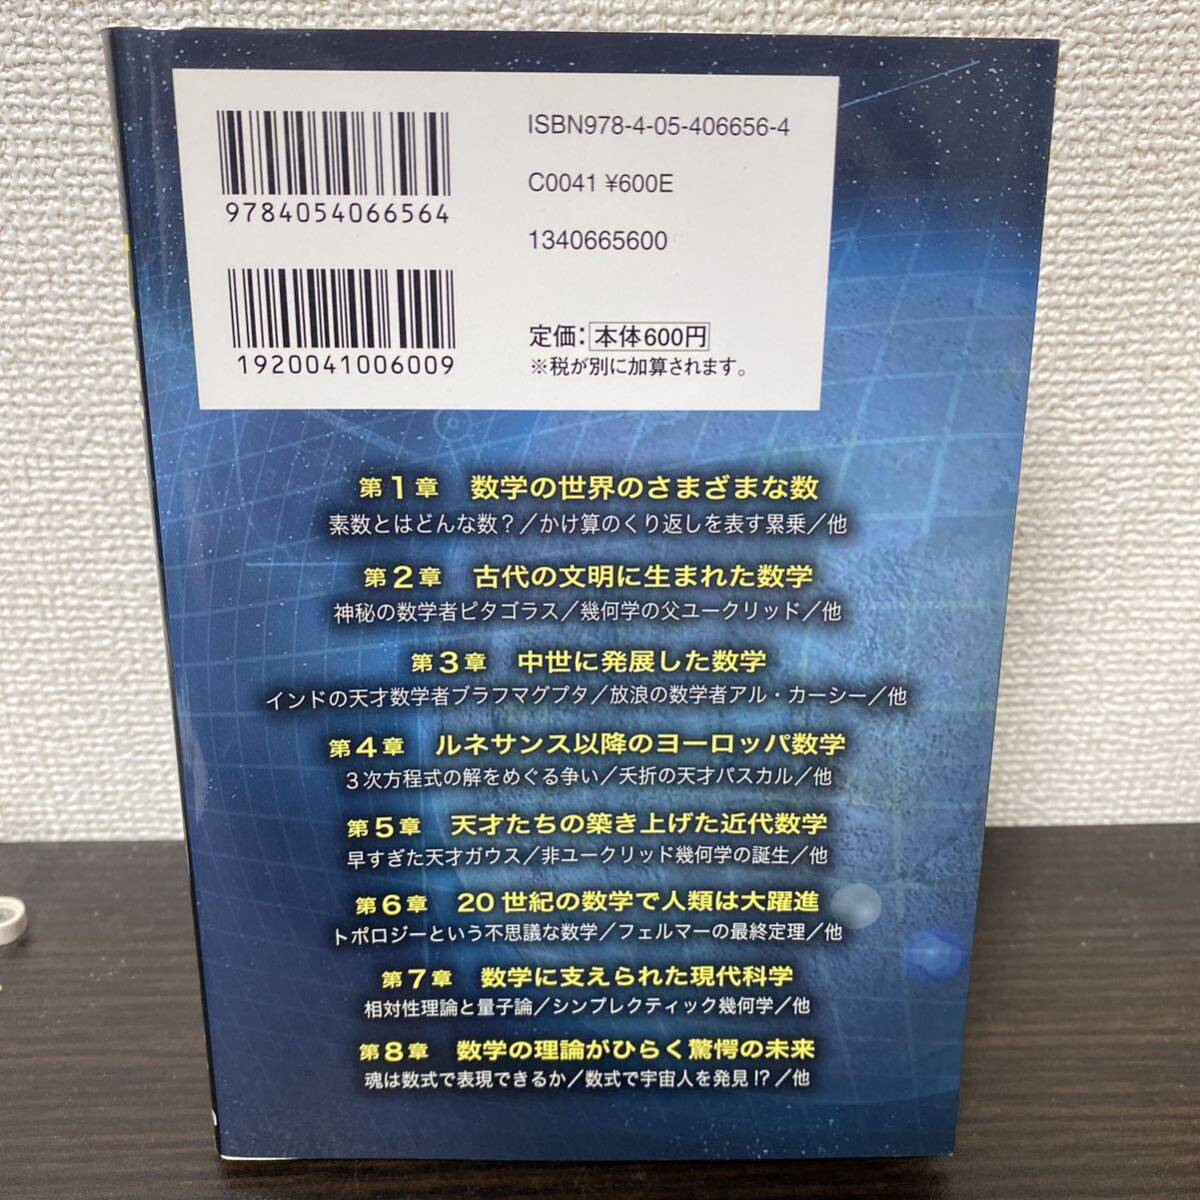 ISBN978-4-05-406656-4
C0041 ¥600E
1340665600
9784054066564
1920041006009
定価：本体600円
※税が別に加算されます。
第1章 数学の世界のさまざまな数
素数とはどんな数？／かけ算のくり返しを表す累乗／他
第2章 古代の文明に生まれた数学
神秘の数学者ピタゴラス／幾何学の父ユークリッド／他
第3章 中世に発展した数学
インドの天才数学者ブラフマグプタ／放浪の数学者アル・カーシー／他
第4章 ルネサンス以降のヨーロッパ数学
3次方程式の解をめぐる争い／夭折の天才パスカル／他
第5章 天才たちの築き上げた近代数学
早すぎた天才ガウス／非ユークリッド幾何学の誕生／他
第6章 20世紀の数学で人類は大躍進
トポロジーという不思議な数学／フェルマーの最終定理／他
第7章 数学に支えられた現代科学
相対性理論と量子論／シンプレクティック幾何学／他
第8章 数学の理論がひらく驚愕の未来
魂は数式で表現できるか／数式で宇宙人を発見!?／他